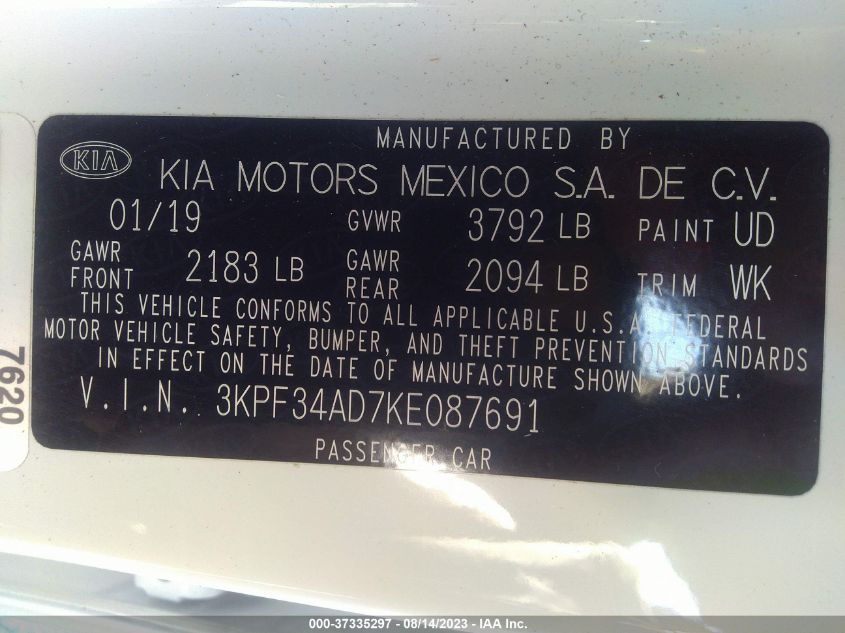 MANUFACTURED BY
KIA
KIA MOTORS MEXICO S.A. DE C.V.
01/19 GVWR 3792 LB PAINT UD
GAWR FRONT 2183 LB GAWR REAR 2094 LB TRIM WK
THIS VEHICLE CONFORMS TO ALL APPLICABLE U.S.A. FEDERAL
MOTOR VEHICLE SAFETY, BUMPER, AND THEFT PREVENTION STANDARDS
IN EFFECT ON THE DATE OF MANUFACTURE SHOWN ABOVE.
V.I.N. 3KPF34AD7KE087691
PASSENGER CAR
7620
000-37335297 - 08/14/2023 - IAA Inc.